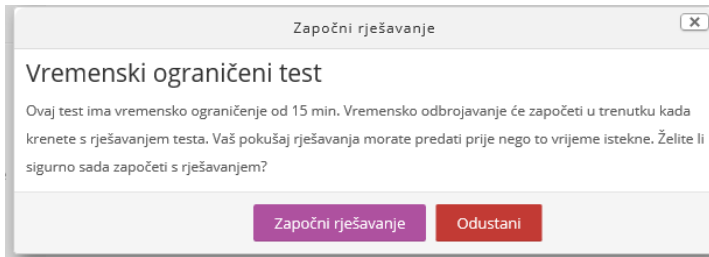 Započni rješavanje
Vremenski ograničeni test
Ovaj test ima vremensko ograničenje od 15 min. Vremensko odbrojavanje će započeti u trenutku kada
krenete s rješavanjem testa. Vaš pokušaj rješavanja morate predati prije nego to vrijeme istekne. Želite li
sigurno sada započeti s rješavanjem?
Započni rješavanje Odustani